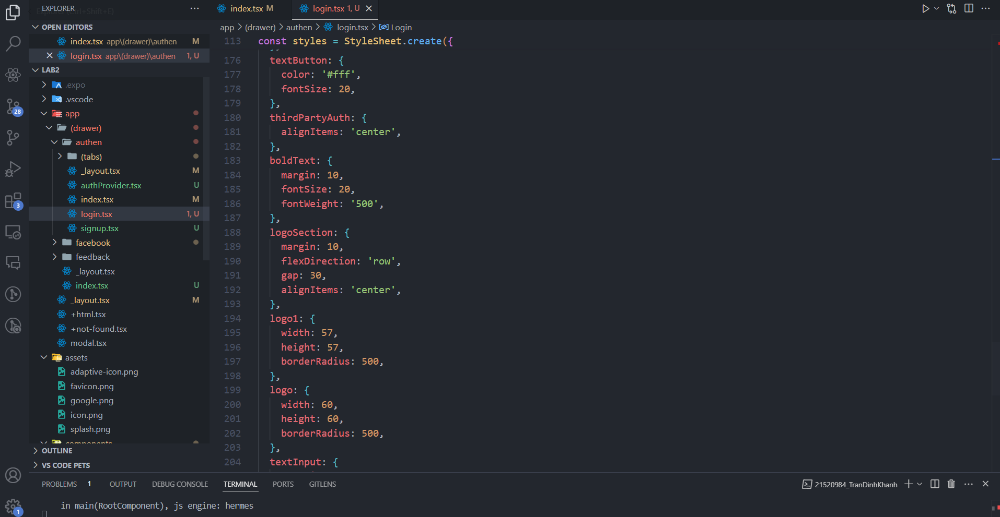 EXPLORER
Explorer (Ctrl+Shift+E)
OPEN EDITORS
index.tsx app\(drawer)\authen M
login.tsx app\(drawer)\authen 1, U
LAB2
.expo
.vscode
app
(drawer)
authen
(tabs)
_layout.tsx M
authProvider.tsx U
index.tsx M
login.tsx 1, U
signup.tsx U
facebook
feedback
_layout.tsx
index.tsx U
_layout.tsx M
+html.tsx
+not-found.tsx
modal.tsx
assets
adaptive-icon.png
favicon.png
google.png
icon.png
splash.png
components
OUTLINE
VS CODE PETS
28
3
1
index.tsx M
login.tsx 1, U
app > (drawer) > authen > login.tsx > Login
113 const styles = StyleSheet.create({
176 textButton: {
177 color: '#fff',
178 fontSize: 20,
179 },
180 thirdPartyAuth: {
181 alignItems: 'center',
182 },
183 boldText: {
184 margin: 10,
185 fontSize: 20,
186 fontWeight: '500',
187 },
188 logoSection: {
189 margin: 10,
190 flexDirection: 'row',
191 gap: 30,
192 alignItems: 'center',
193 },
194 logo1: {
195 width: 57,
196 height: 57,
197 borderRadius: 500,
198 },
199 logo: {
200 width: 60,
201 height: 60,
202 borderRadius: 500,
203 },
204 textInput: {
PROBLEMS 1 OUTPUT DEBUG CONSOLE TERMINAL PORTS GITLENS
21520984_TranDinhKhanh
in main(RootComponent), js engine: hermes